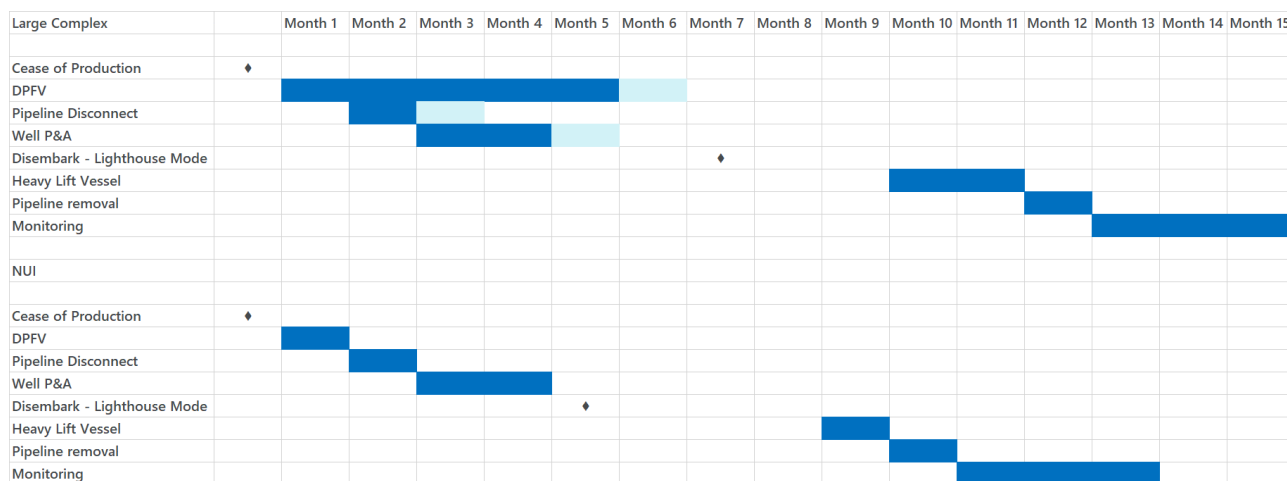 Large Complex Month 1 Month 2 Month 3 Month 4 Month 5 Month 6 Month 7 Month 8 Month 9 Month 10 Month 11 Month 12 Month 13 Month 14 Month 15
Cease of Production
DPFV
Pipeline Disconnect
Well P&A
Disembark - Lighthouse Mode
Heavy Lift Vessel
Pipeline removal
Monitoring
NUI
Cease of Production
DPFV
Pipeline Disconnect
Well P&A
Disembark - Lighthouse Mode
Heavy Lift Vessel
Pipeline removal
Monitoring